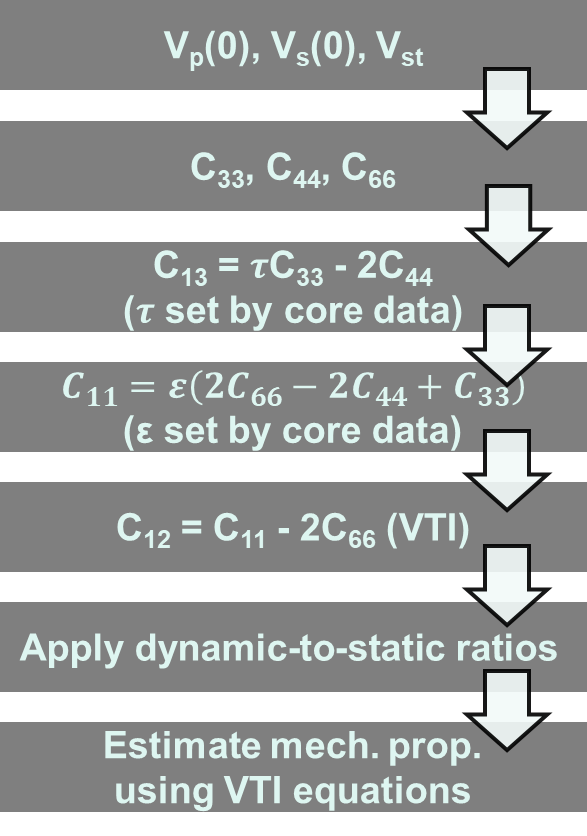 Vₚ(0), Vₛ(0), Vₛₜ
C₃₃, C₄₄, C₆₆
C₁₃ = 𝜏C₃₃ - 2C₄₄
(𝜏 set by core data)
𝑪₁₁ = 𝜺(𝟐𝑪₆₆ − 𝟐𝑪₄₄ + 𝑪₃₃)
(ε set by core data)
C₁₂ = C₁₁ - 2C₆₆ (VTI)
Apply dynamic-to-static ratios
Estimate mech. prop.
using VTI equations